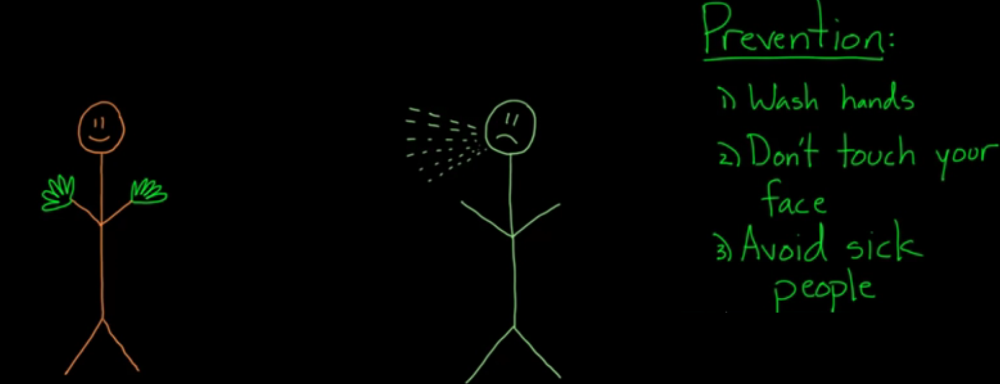 Prevention:
1) Wash hands
2) Don't touch your
face
3) Avoid sick
people